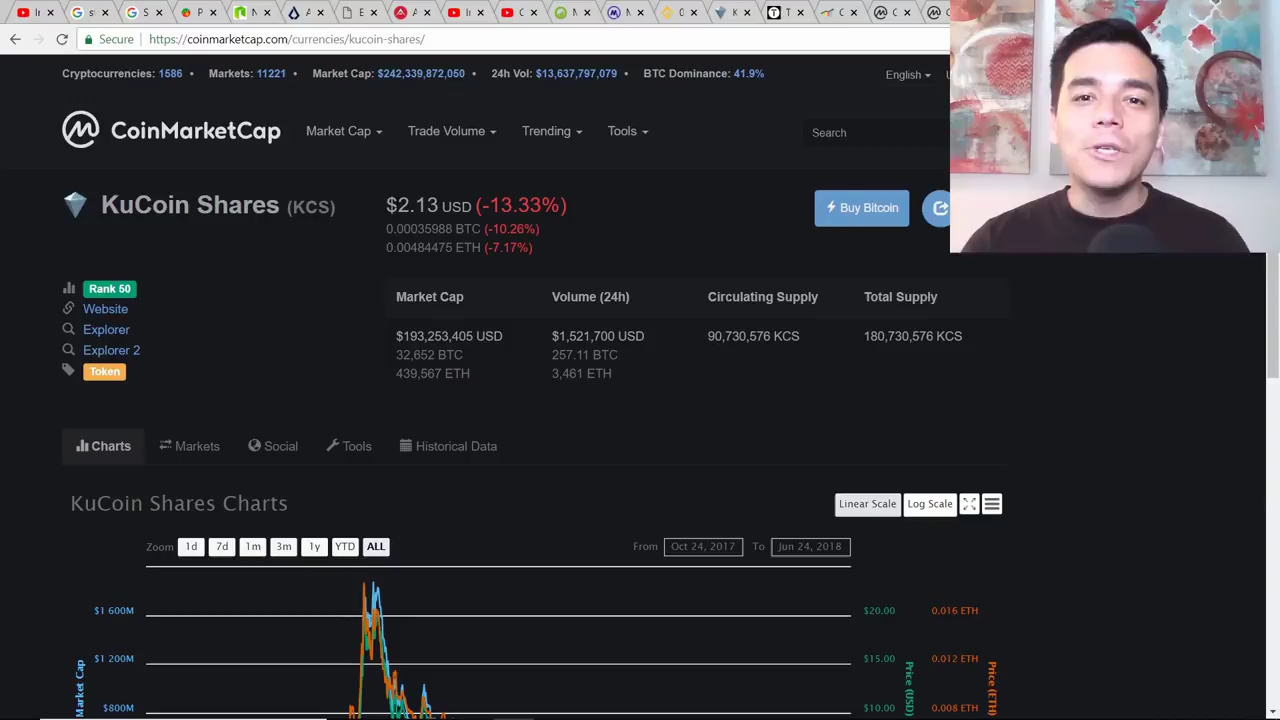 In
s
S
P
N
A
E
A
In
C
M
M
C
T
C
C
C
Secure
https://coinmarketcap.com/currencies/kucoin-shares/
Cryptocurrencies: 1586 • Markets: 11221 • Market Cap: $242,339,872,050 • 24h Vol: $13,637,797,079 • BTC Dominance: 41.9%
English
CoinMarketCap
Market Cap
Trade Volume
Trending
Tools
Search
KuCoin Shares (KCS)
$2.13 USD (-13.33%)
0.00035988 BTC (-10.26%)
0.00484475 ETH (-7.17%)
Buy Bitcoin
Rank 50
Website
Explorer
Explorer 2
Token
Market Cap
Volume (24h)
Circulating Supply
Total Supply
$193,253,405 USD
$1,521,700 USD
90,730,576 KCS
180,730,576 KCS
32,652 BTC
257.11 BTC
439,567 ETH
3,461 ETH
Charts
Markets
Social
Tools
Historical Data
KuCoin Shares Charts
Linear Scale
Log Scale
Zoom
1d
7d
1m
3m
1y
YTD
ALL
From
Oct 24, 2017
To
Jun 24, 2018
$1 600M
$20.00
0.016 ETH
$1 200M
$15.00
0.012 ETH
$800M
$10.00
0.008 ETH
Market Cap
Price (USD)
Price (ETH)